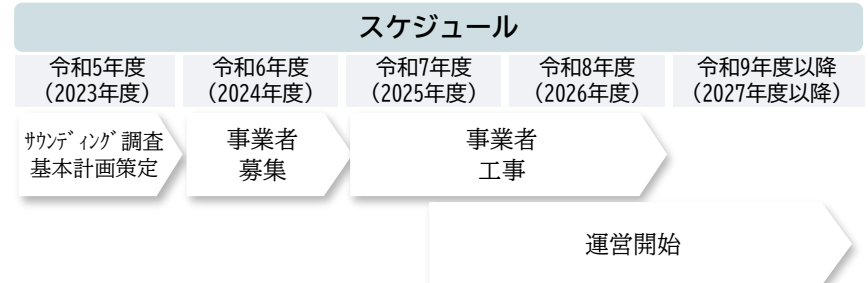 スケジュール
令和5年度 令和6年度 令和7年度 令和8年度 令和9年度以降
（2023年度） （2024年度） （2025年度） （2026年度） （2027年度以降）
ｻｳﾝﾃﾞｨﾝｸﾞ調査 事業者 事業者
基本計画策定 募集 工事
運営開始